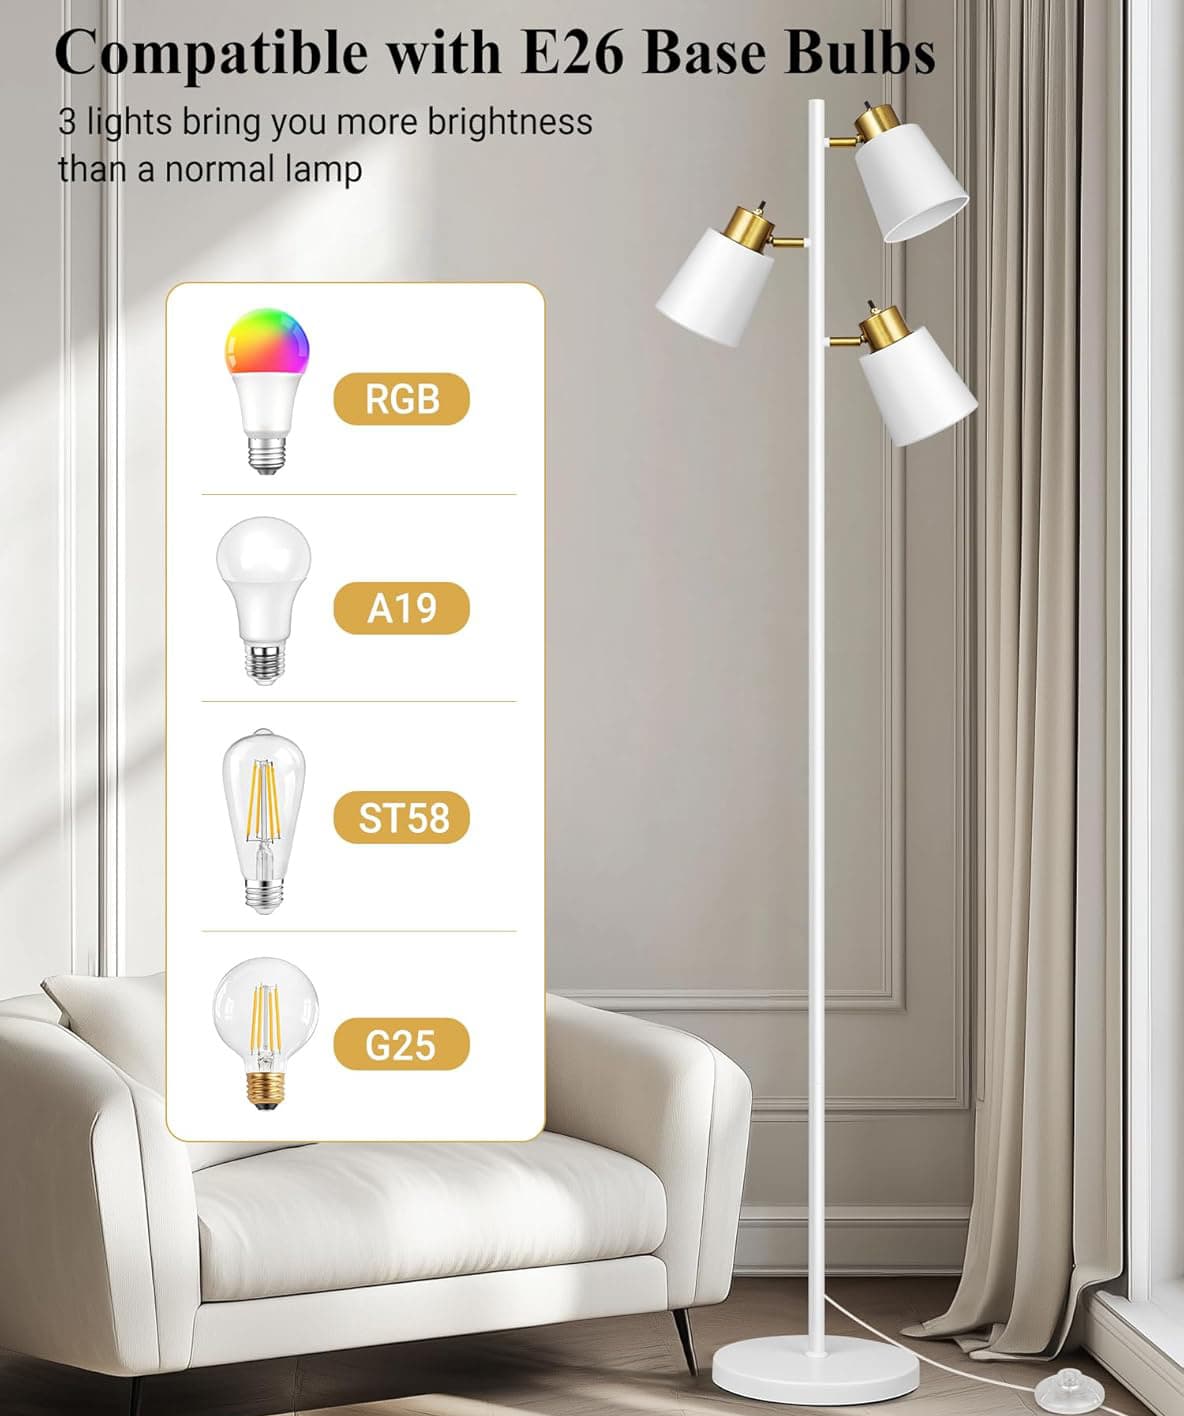 Compatible with E26 Base Bulbs
3 lights bring you more brightness
than a normal lamp
RGB
A19
ST58
G25